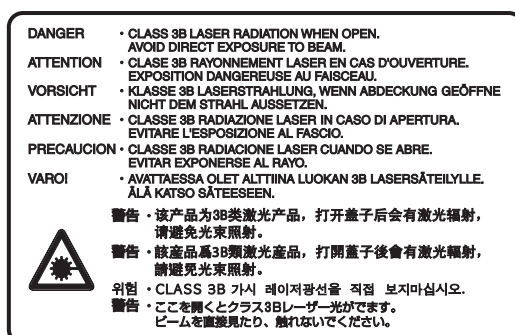 DANGER · CLASS 3B LASER RADIATION WHEN OPEN.
AVOID DIRECT EXPOSURE TO BEAM.
ATTENTION · CLASE 3B RAYONNEMENT LASER EN CAS D'OUVERTURE.
EXPOSITION DANGEREUSE AU FAISCEAU.
VORSICHT · KLASSE 3B LASERSTRAHLUNG, WENN ABDECKUNG GEÖFFNE
NICHT DEM STRAHL AUSSETZEN.
ATTENZIONE · CLASSE 3B RADIAZIONE LASER IN CASO DI APERTURA.
EVITARE L'ESPOSIZIONE AL FASCIO.
PRECAUCION · CLASSE 3B RADIACIONE LASER CUANDO SE ABRE.
EVITAR EXPONERSE AL RAYO.
VARO! · AVATTAESSA OLET ALTTIINA LUOKAN 3B LASERSÄTEILYLLE.
ÄLÄ KATSO SÄTEESEEN.
警告 · 该产品为3B类激光产品，打开盖子后会有激光辐射，
请避免光束照射。
警告 · 該産品爲3B類激光産品，打開蓋子後會有激光輻射，
請避免光束照射。
위험 · CLASS 3B 가시 레이저광선을 직접 보지마십시오.
警告 · ここを開くとクラス3Bレーザー光がでます。
ビームを直接見たり、触れないでください。